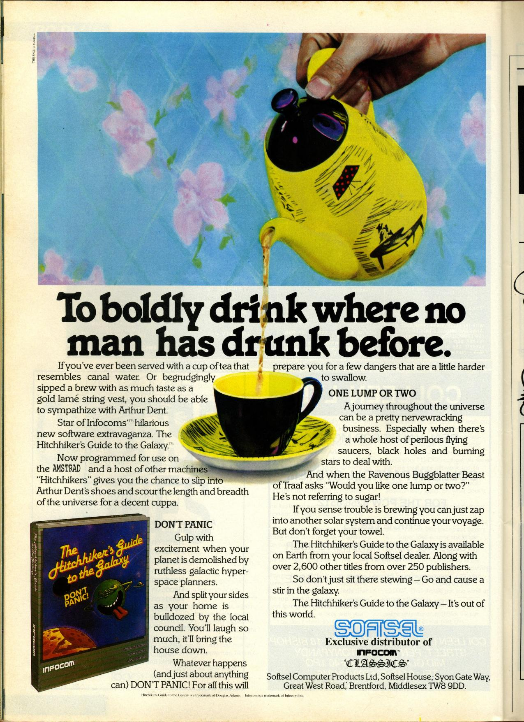 To boldly drink where no
man has drunk before.
If you've ever been served with a cup of tea that
resembles canal water. Or begrudgingly
sipped a brew with as much taste as a
gold lamé string vest, you should be able
to sympathize with Arthur Dent.
Star of Infocoms'™ hilarious
new software extravaganza. The
Hitchhiker's Guide to the Galaxy.™
Now programmed for use on
the AMSTRAD and a host of other machines
"Hitchhikers" gives you the chance to slip into
Arthur Dent's shoes and scour the length and breadth
of the universe for a decent cuppa.
The
Hitchhiker's Guide
to the Galaxy
DON'T
PANIC!
INFOCOM
DON'T PANIC
Gulp with
excitement when your
planet is demolished by
ruthless galactic hyper-
space planners.
And split your sides
as your home is
bulldozed by the local
council. You'll laugh so
much, it'll bring the
house down.
Whatever happens
(and just about anything
can) DON'T PANIC! For all this will
prepare you for a few dangers that are a little harder
to swallow.
ONE LUMP OR TWO
A journey throughout the universe
can be a pretty nervewracking
business. Especially when there's
a whole host of perilous flying
saucers, black holes and burning
stars to deal with.
And when the Ravenous Buggblatter Beast
of Traaf asks "Would you like one lump or two?"
He's not referring to sugar!
If you sense trouble is brewing you can just zap
into another solar system and continue your voyage.
But don't forget your towel.
The Hitchhiker's Guide to the Galaxy is available
on Earth from your local Softsel dealer. Along with
over 2,600 other titles from over 250 publishers.
So don't just sit there stewing – Go and cause a
stir in the galaxy.
The Hitchhiker's Guide to the Galaxy – It's out of
this world.
SOFTSEL
Exclusive distributor of
INFOCOM
'CLASSICS'
Softsel Computer Products Ltd, Softsel House, Syon Gate Way,
Great West Road, Brentford, Middlesex TW8 9DD.